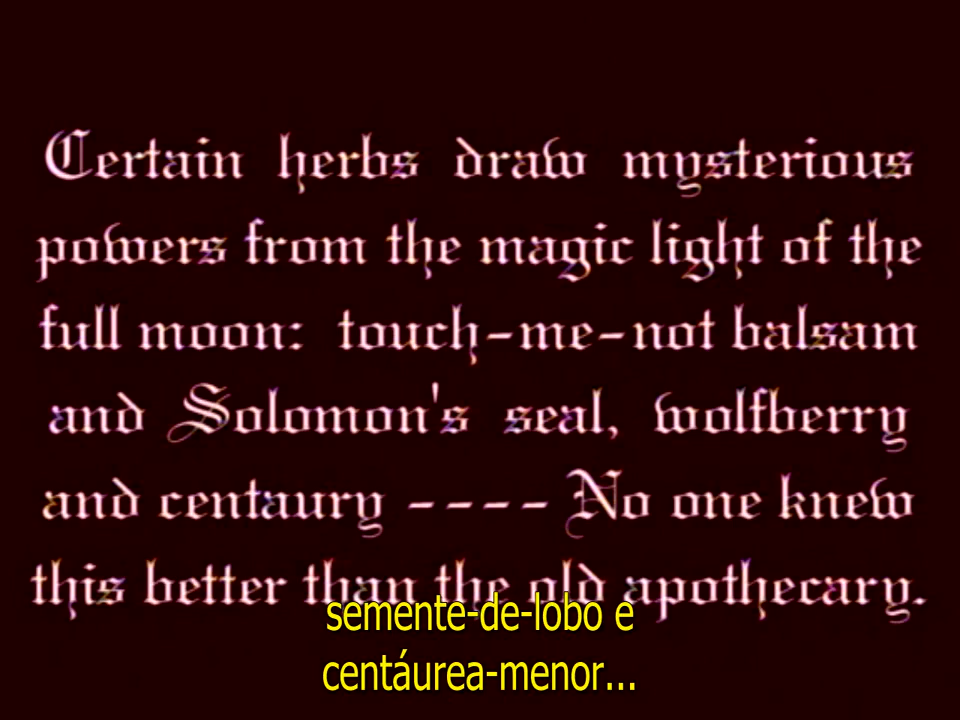 Certain herbs draw mysterious
powers from the magic light of the
full moon: touch-me-not balsam
and Solomon's seal, wolfberry
and centaury ---- No one knew
this better than the old apothecary.
semente-de-lobo e
centáurea-menor...